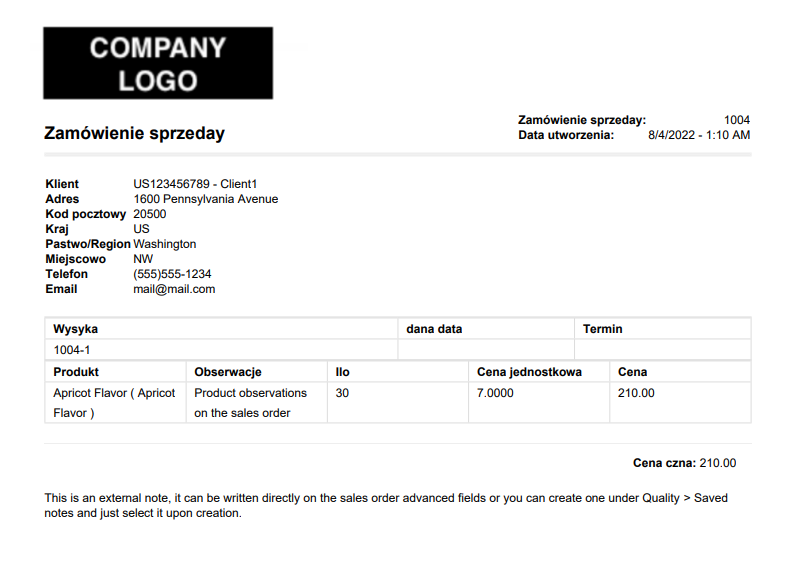 COMPANY
LOGO
Zamówienie sprzeday
Zamówienie sprzeday: 1004
Data utworzenia: 8/4/2022 - 1:10 AM
Klient US123456789 - Client1
Adres 1600 Pennsylvania Avenue
Kod pocztowy 20500
Kraj US
Pastwo/Region Washington
Miejscowo NW
Telefon (555)555-1234
Email mail@mail.com
Wysyka dana data Termin
1004-1
Produkt Obserwacje Ilo Cena jednostkowa Cena
Apricot Flavor ( Apricot Product observations 30 7.0000 210.00
Flavor ) on the sales order
Cena czna: 210.00
This is an external note, it can be written directly on the sales order advanced fields or you can create one under Quality > Saved
notes and just select it upon creation.